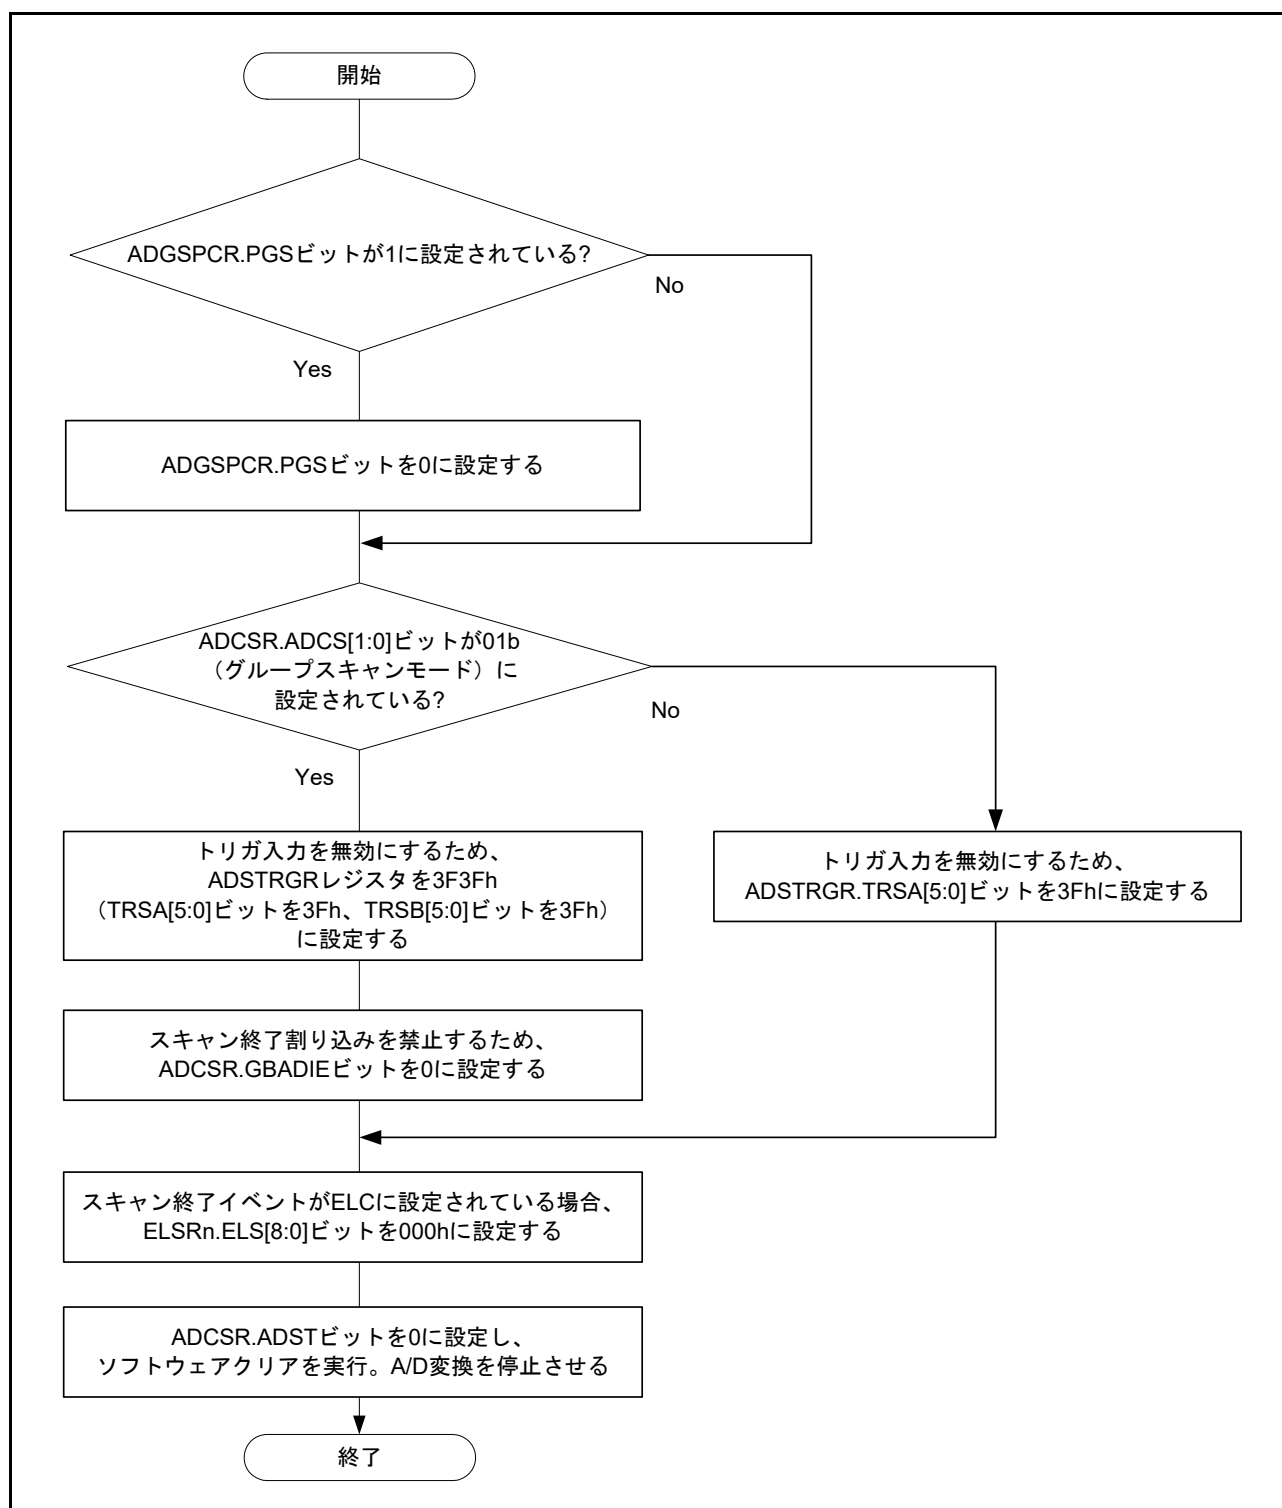 開始
ADGSPCR.PGSビットが1に設定されている?
No
Yes
ADGSPCR.PGSビットを0に設定する
ADCSR.ADCS[1:0]ビットが01b
（グループスキャンモード）に
設定されている?
No
Yes
トリガ入力を無効にするため、
ADSTRGRレジスタを3F3Fh
（TRSA[5:0]ビットを3Fh、TRSB[5:0]ビットを3Fh）
に設定する
トリガ入力を無効にするため、
ADSTRGR.TRSA[5:0]ビットを3Fhに設定する
スキャン終了割り込みを禁止するため、
ADCSR.GBADIEビットを0に設定する
スキャン終了イベントがELCに設定されている場合、
ELSRn.ELS[8:0]ビットを000hに設定する
ADCSR.ADSTビットを0に設定し、
ソフトウェアクリアを実行。A/D変換を停止させる
終了